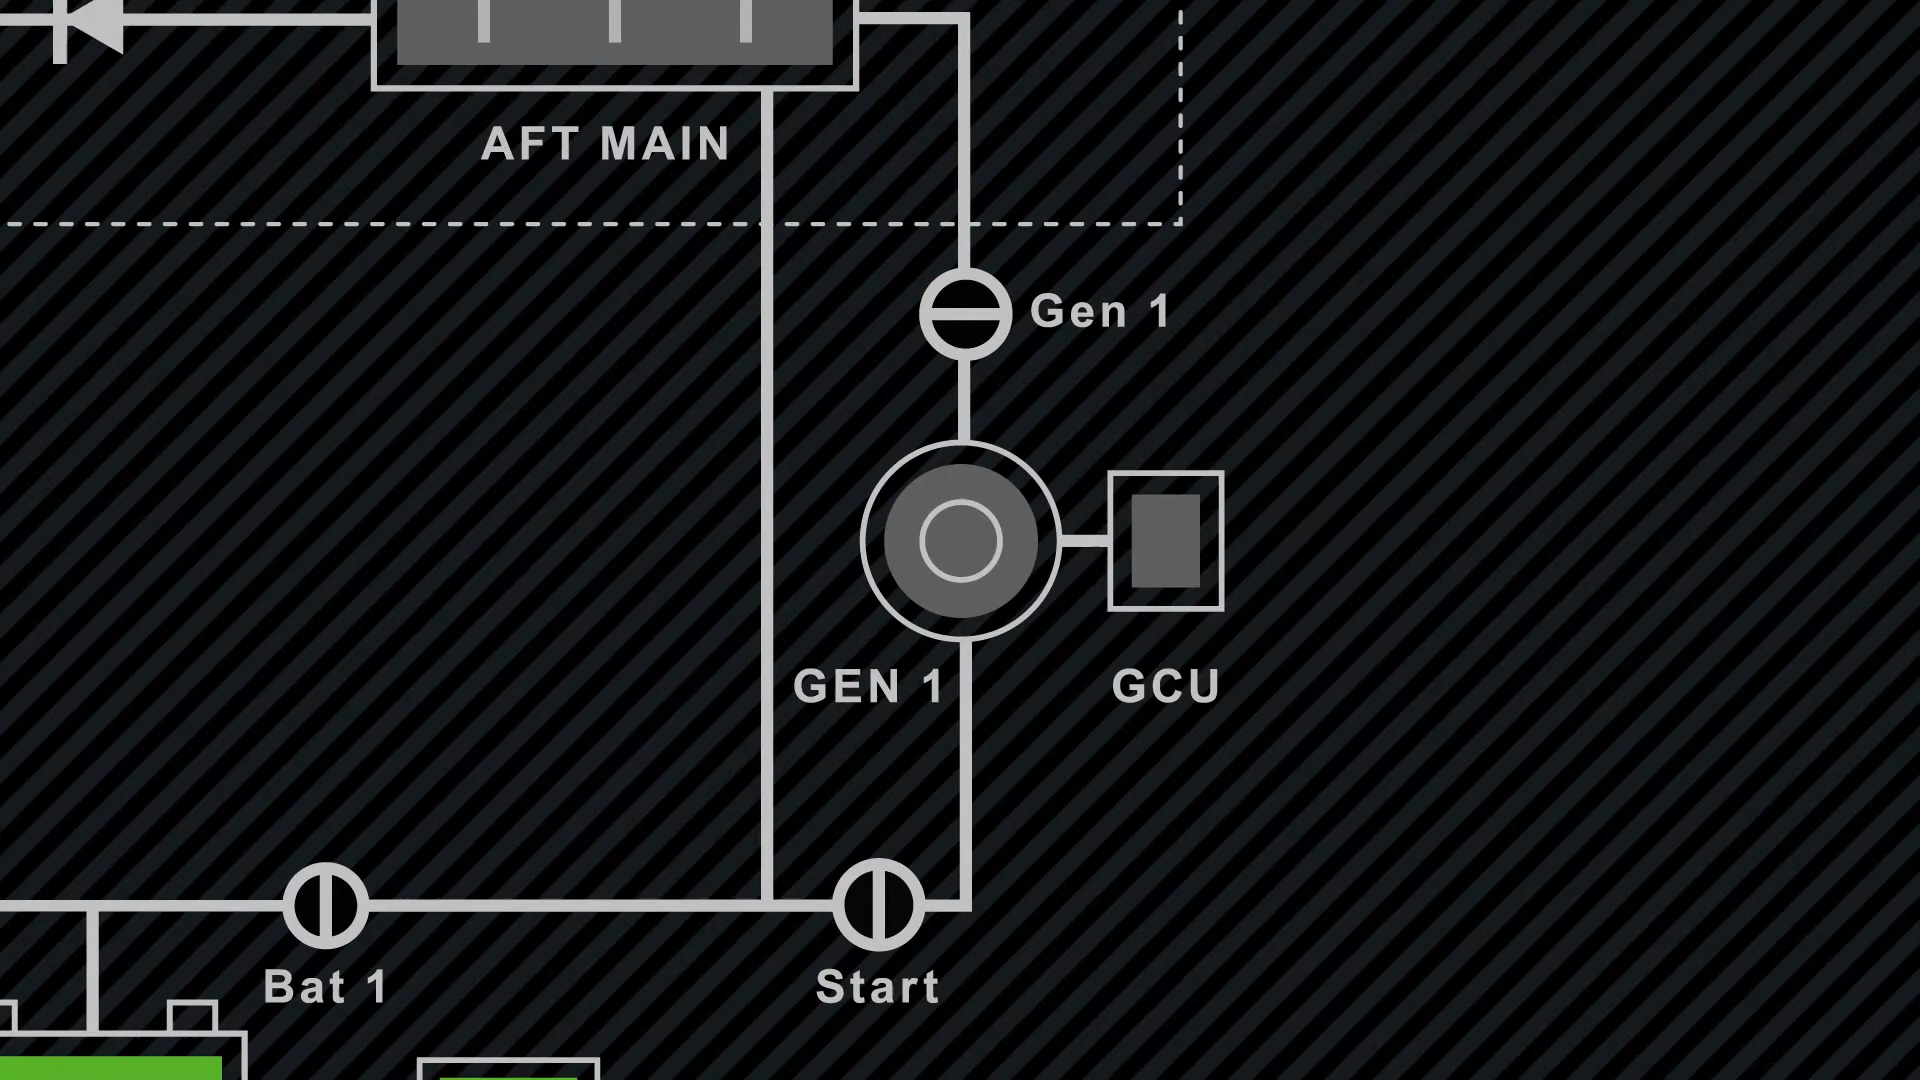 AFT MAIN
Gen 1
GEN 1
GCU
Bat 1
Start